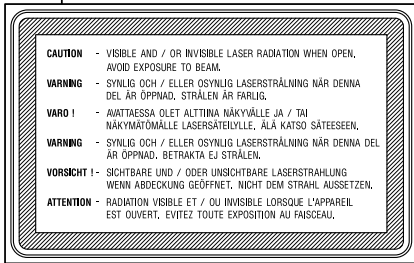 CAUTION - VISIBLE AND / OR INVISIBLE LASER RADIATION WHEN OPEN.
AVOID EXPOSURE TO BEAM.
VARNING - SYNLIG OCH / ELLER OSYNLIG LASERSTRÅLNING NÄR DENNA
DEL ÄR ÖPPNAD. STRÅLEN ÄR FARLIG.
VARO ! - AVATTAESSA OLET ALTTIINA NÄKYVÄLLE JA / TAI
NÄKYMÄTÖMÄLLE LASERSÄTEILYLLE, ÄLÄ KATSO SÄTEESEEN.
VARNING - SYNLIG OCH / ELLER OSYNLIG LASERSTRÅLNING NÄR DENNA DEL
ÄR ÖPPNAD. BETRAKTA EJ STRÅLEN.
VORSICHT ! - SICHTBARE UND / ODER UNSICHTBARE LASERSTRAHLUNG
WENN ABDECKUNG GEÖFFNET. NICHT DEM STRAHL AUSSETZEN.
ATTENTION - RADIATION VISIBLE ET / OU INVISIBLE LORSQUE L'APPAREIL
EST OUVERT. EVITEZ TOUTE EXPOSITION AU FAISCEAU.